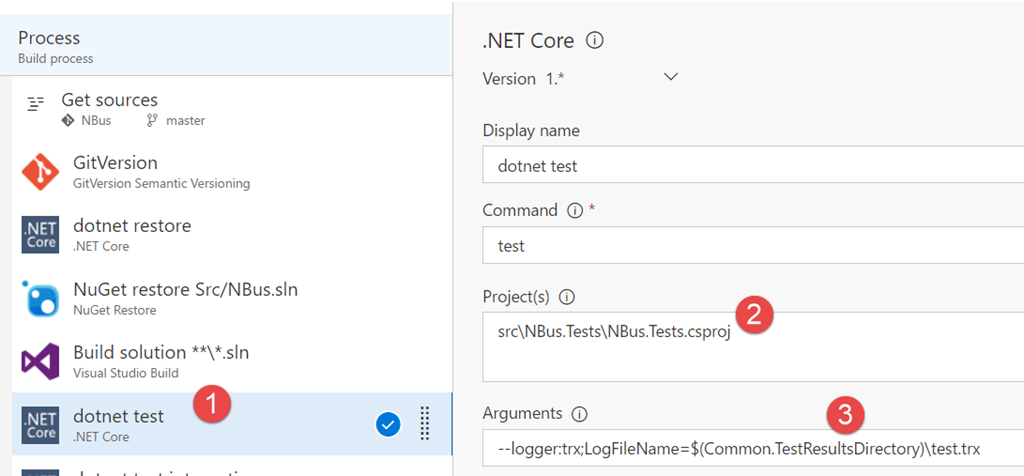 Process
Build process
Get sources
NBus master
GitVersion
GitVersion Semantic Versioning
.NET Core
dotnet restore
.NET Core
NuGet restore Src/NBus.sln
NuGet Restore
Build solution **\*.sln
Visual Studio Build
1
.NET Core
dotnet test
.NET Core
.NET Core
Version 1.*
Display name
dotnet test
Command *
test
Project(s)
2
src\NBus.Tests\NBus.Tests.csproj
Arguments
3
--logger:trx;LogFileName=$(Common.TestResultsDirectory)\test.trx